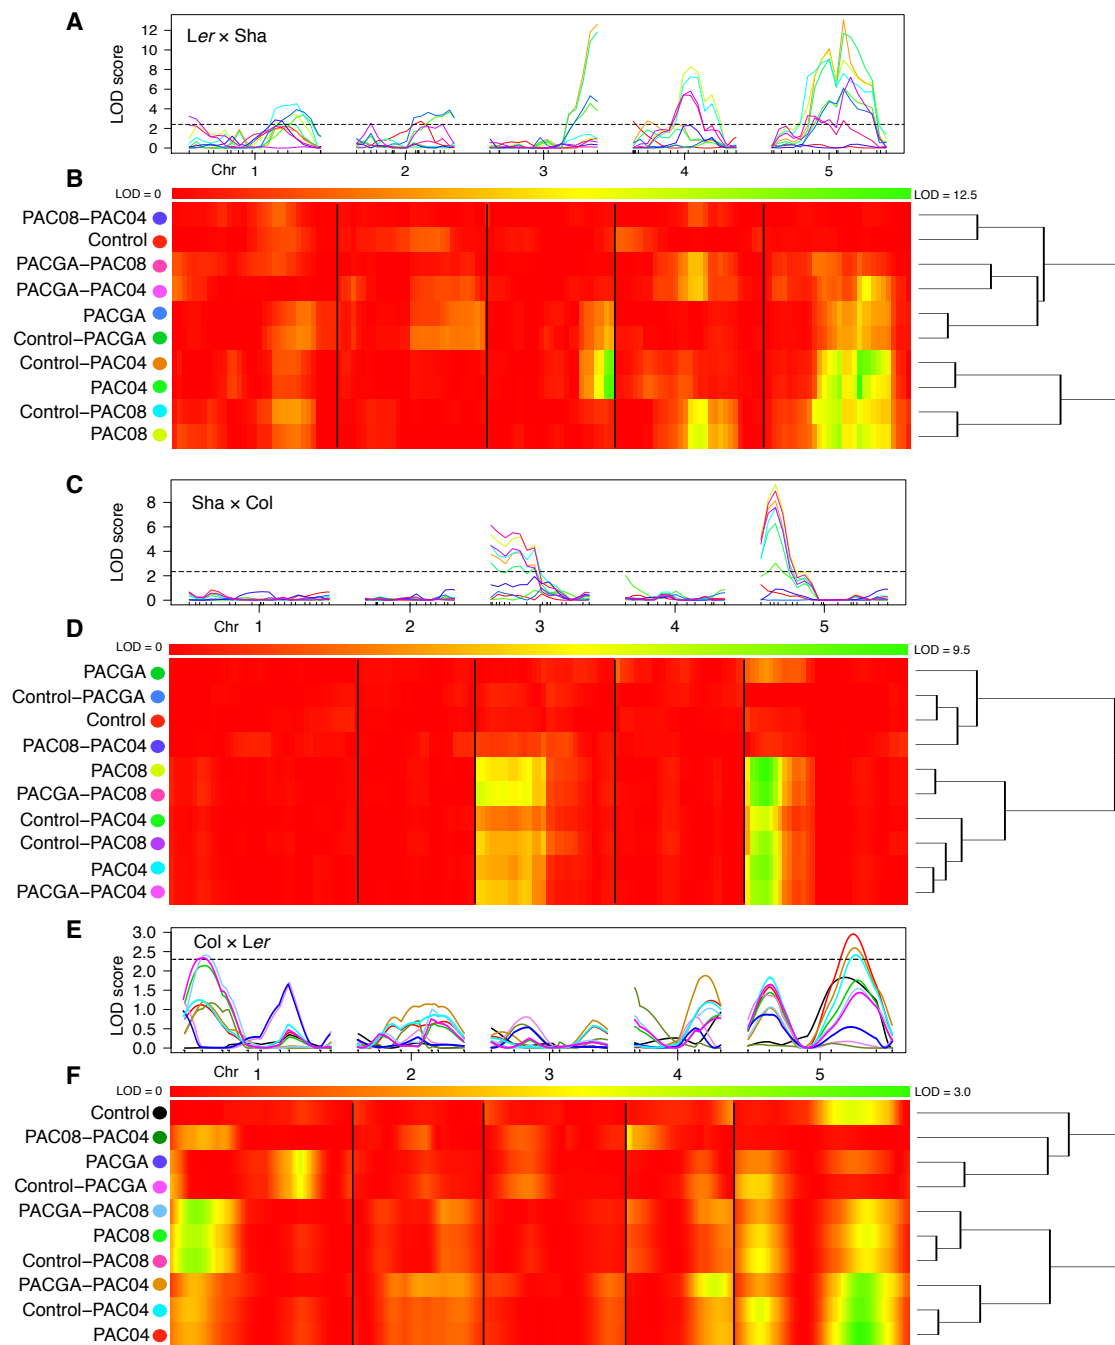 A
Ler × Sha
LOD score
12
10
8
6
4
2
0
Chr 1 2 3 4 5
B
LOD = 0
LOD = 12.5
PAC08–PAC04
Control
PACGA–PAC08
PACGA–PAC04
PACGA
Control–PACGA
Control–PAC04
PAC04
Control–PAC08
PAC08
C
Sha × Col
LOD score
8
6
4
2
0
Chr 1 2 3 4 5
D
LOD = 0
LOD = 9.5
PACGA
Control–PACGA
Control
PAC08–PAC04
PAC08
PACGA–PAC08
Control–PAC04
Control–PAC08
PAC04
PACGA–PAC04
E
Col × Ler
LOD score
3.0
2.5
2.0
1.5
1.0
0.5
0.0
Chr 1 2 3 4 5
F
LOD = 0
LOD = 3.0
Control
PAC08–PAC04
PACGA
Control–PACGA
PACGA–PAC08
PAC08
Control–PAC08
PACGA–PAC04
Control–PAC04
PAC04